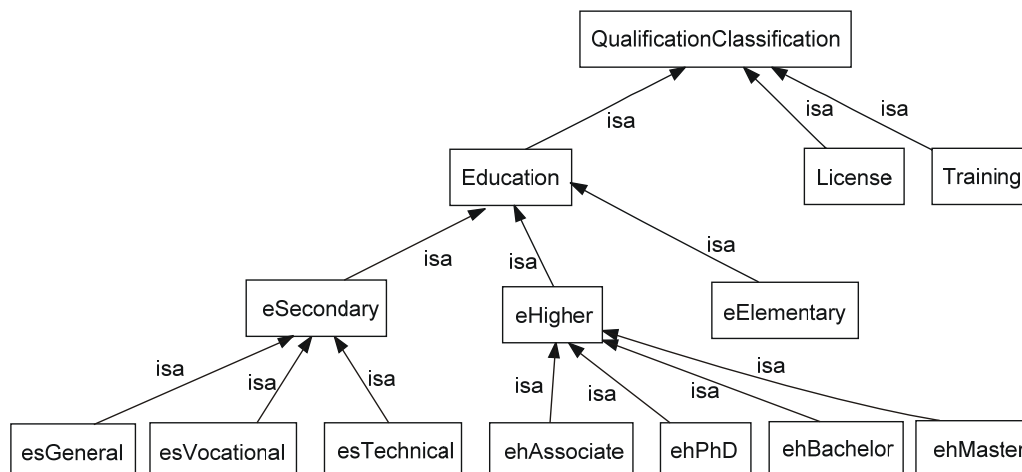 QualificationClassification
isa
isa
isa
Education
License
Training
isa
isa
isa
eSecondary
eHigher
eElementary
isa
isa
isa
isa
isa
isa
isa
esGeneral
esVocational
esTechnical
ehAssociate
ehPhD
ehBachelor
ehMaster